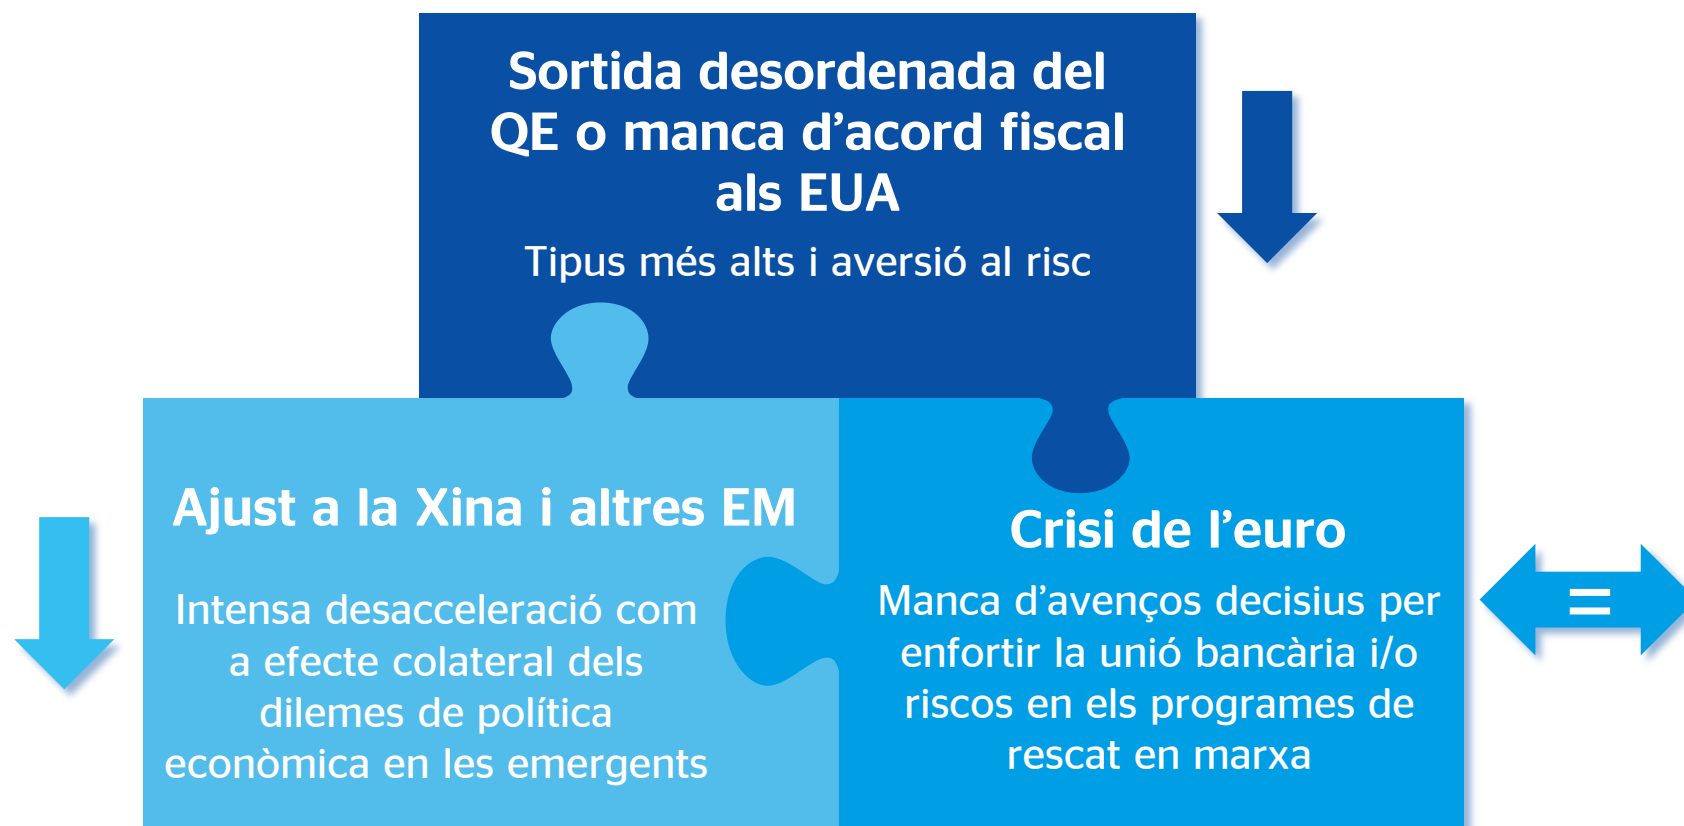 Sortida desordenada del
QE o manca d’acord fiscal
als EUA
Tipus més alts i aversió al risc
Ajust a la Xina i altres EM
Intensa desacceleració com
a efecte colateral dels
dilemes de política
econòmica en les emergents
Crisi de l’euro
Manca d’avenços decisius per
enfortir la unió bancària i/o
riscos en els programes de
rescat en marxa
=